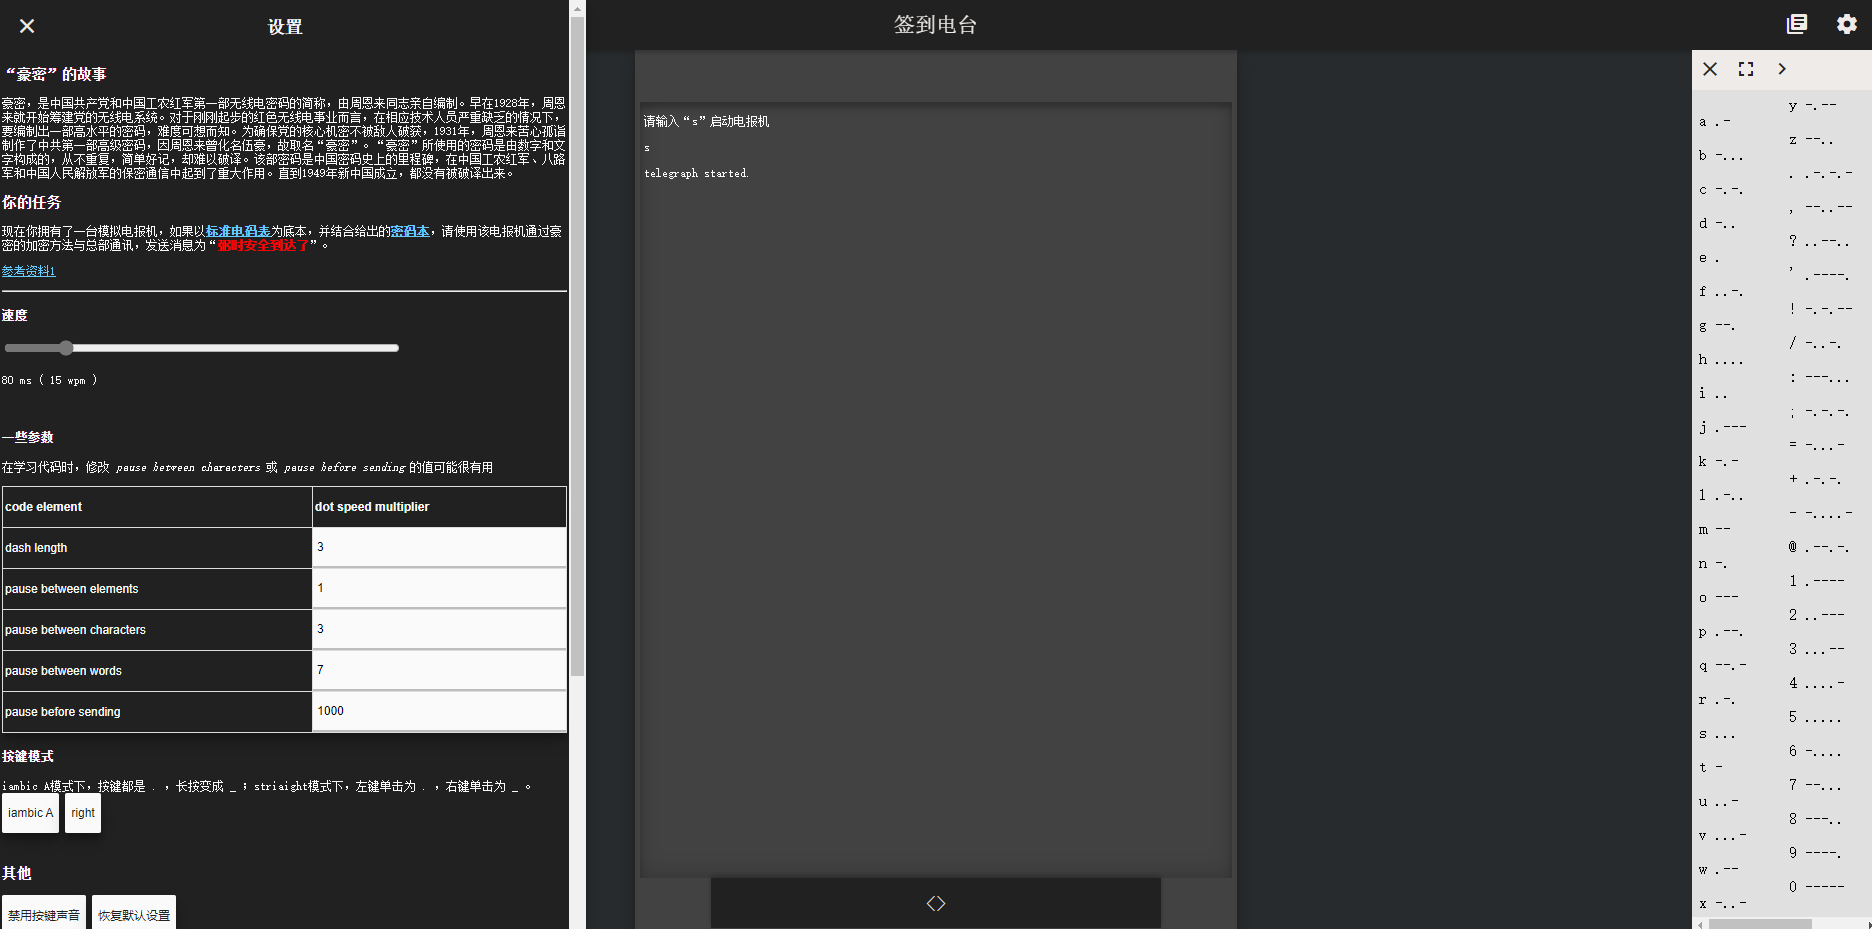 设置
“豪密”的故事
豪密，是中国共产党和中国工农红军第一部无线电密码的简称，由周恩来同志亲自编制。早在1928年，周恩
来就开始筹建党的无线电系统。对于刚刚起步的红色无线电事业而言，在相应技术人员严重缺乏的情况下，
要编制出一部高水平的密码，难度可想而知。为确保党的核心机密不被敌人破获，1931年，周恩来苦心孤诣
制作了中共第一部高级密码，因周恩来曾化名伍豪，故取名“豪密”。“豪密”所使用的密码是由数字和文
字构成的，从不重复，简单好记，却难以破译。该部密码是中国密码史上的里程碑，在中国工农红军、八路
军和中国人民解放军的保密通信中起到了重大作用。直到1949年新中国成立，都没有被破译出来。
你的任务
现在你拥有了一台模拟电报机，如果以标准电码表为底本，并结合给出的密码本，请使用该电报机通过豪
密的加密方法与总部通讯，发送消息为“弼时安全到达了”。
参考资料1
速度
80 ms ( 15 wpm )
一些参数
在学习代码时，修改 pause between characters 或 pause before sending 的值可能很有用
code element dot speed multiplier
dash length 3
pause between elements 1
pause between characters 3
pause between words 7
pause before sending 1000
按键模式
iambic A模式下，按键都是 . ，长按变成 _ ；striaight模式下，左键单击为 . ，右键单击为 _ 。
iambic A right
其他
禁用按键声音 恢复默认设置
签到电台
请输入“s”启动电报机
s
telegraph started.
<>
a .-
b -...
c -.-.
d -..
e .
f ..-.
g --.
h ....
i ..
j .---
k -.-
l .-..
m --
n -.
o ---
p .--.
q --.-
r .-.
s ...
t -
u ..-
v ...-
w .--
x -..-
y -.--
z --..
. .-.-.-
, --..--
? ..--..
' .----.
! -.-.--
/ -..-.
: ---...
; -.-.-.
= -...-
+ .-.-.
- -....-
@ .--.-.
1 .----
2 ..---
3 ...--
4 ....-
5 .....
6 -....
7 --...
8 ---..
9 ----.
0 -----